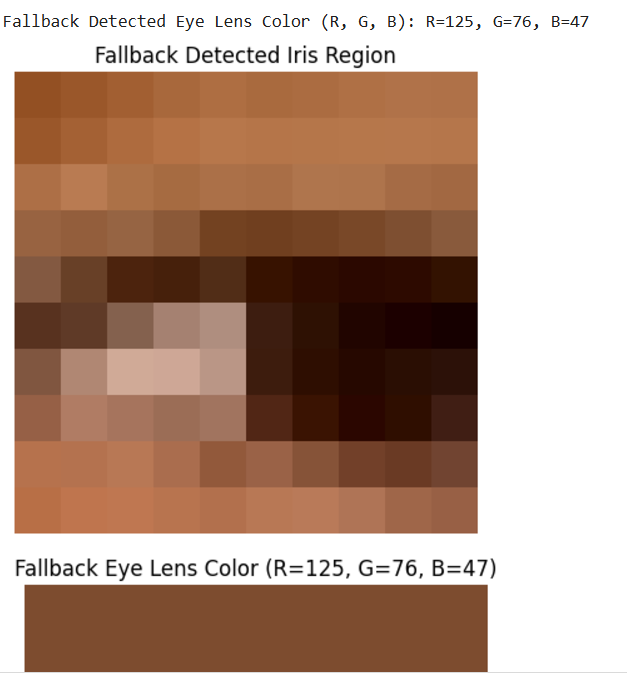 Fallback Detected Eye Lens Color (R, G, B): R=125, G=76, B=47
Fallback Detected Iris Region
Fallback Eye Lens Color (R=125, G=76, B=47)